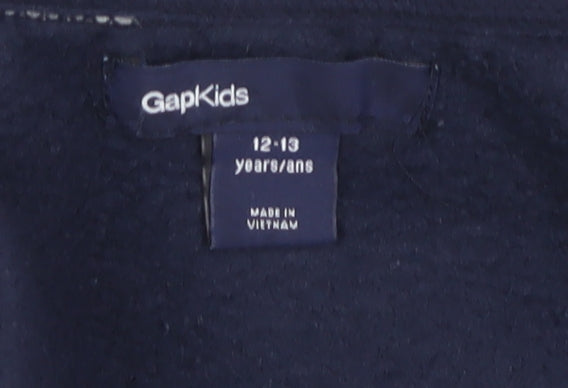 GapKids
12-13
years/ans
MADE IN
VIETNAM